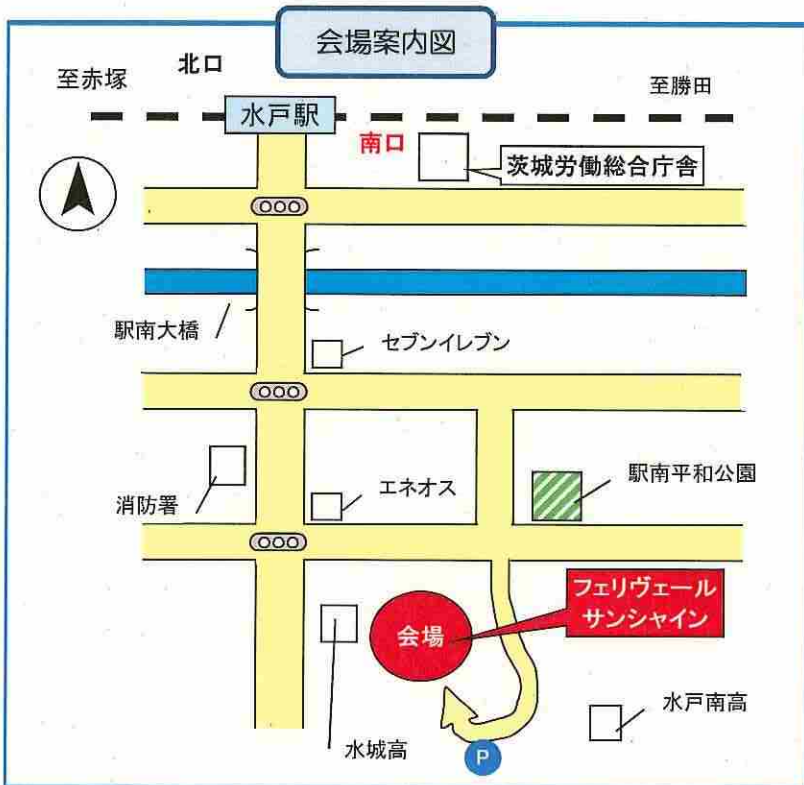 会場案内図
至赤塚
北口
至勝田
水戸駅
南口
茨城労働総合庁舎
駅南大橋
セブンイレブン
消防署
エネオス
駅南平和公園
フェリヴェール
サンシャイン
会場
水城高
水戸南高
P